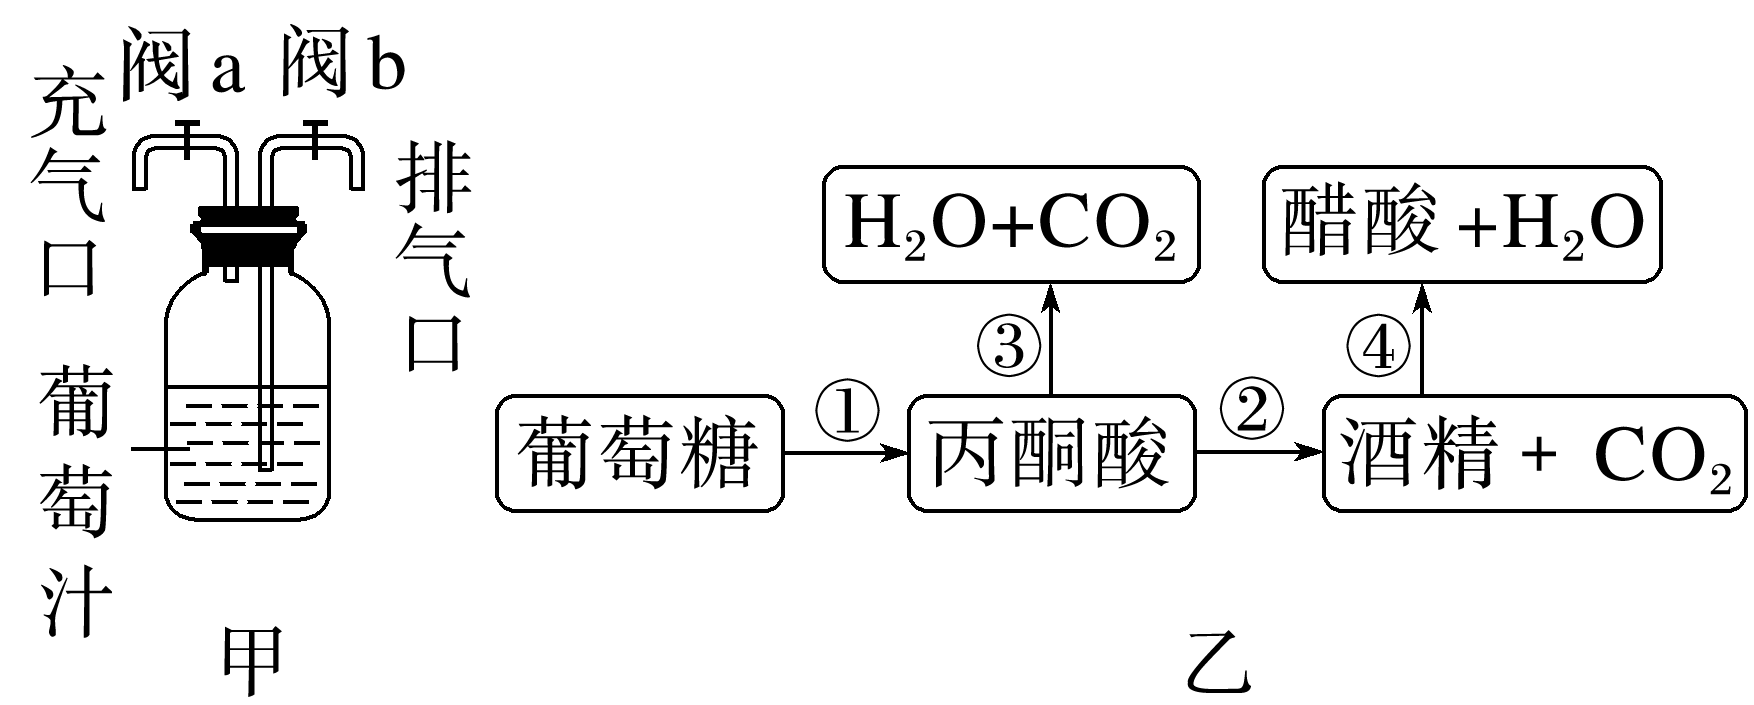 阀a 阀b
充气口
排气口
葡萄汁
甲
H₂O+CO₂
醋酸+H₂O
③
④
葡萄糖
①
丙酮酸
②
酒精+CO₂
乙